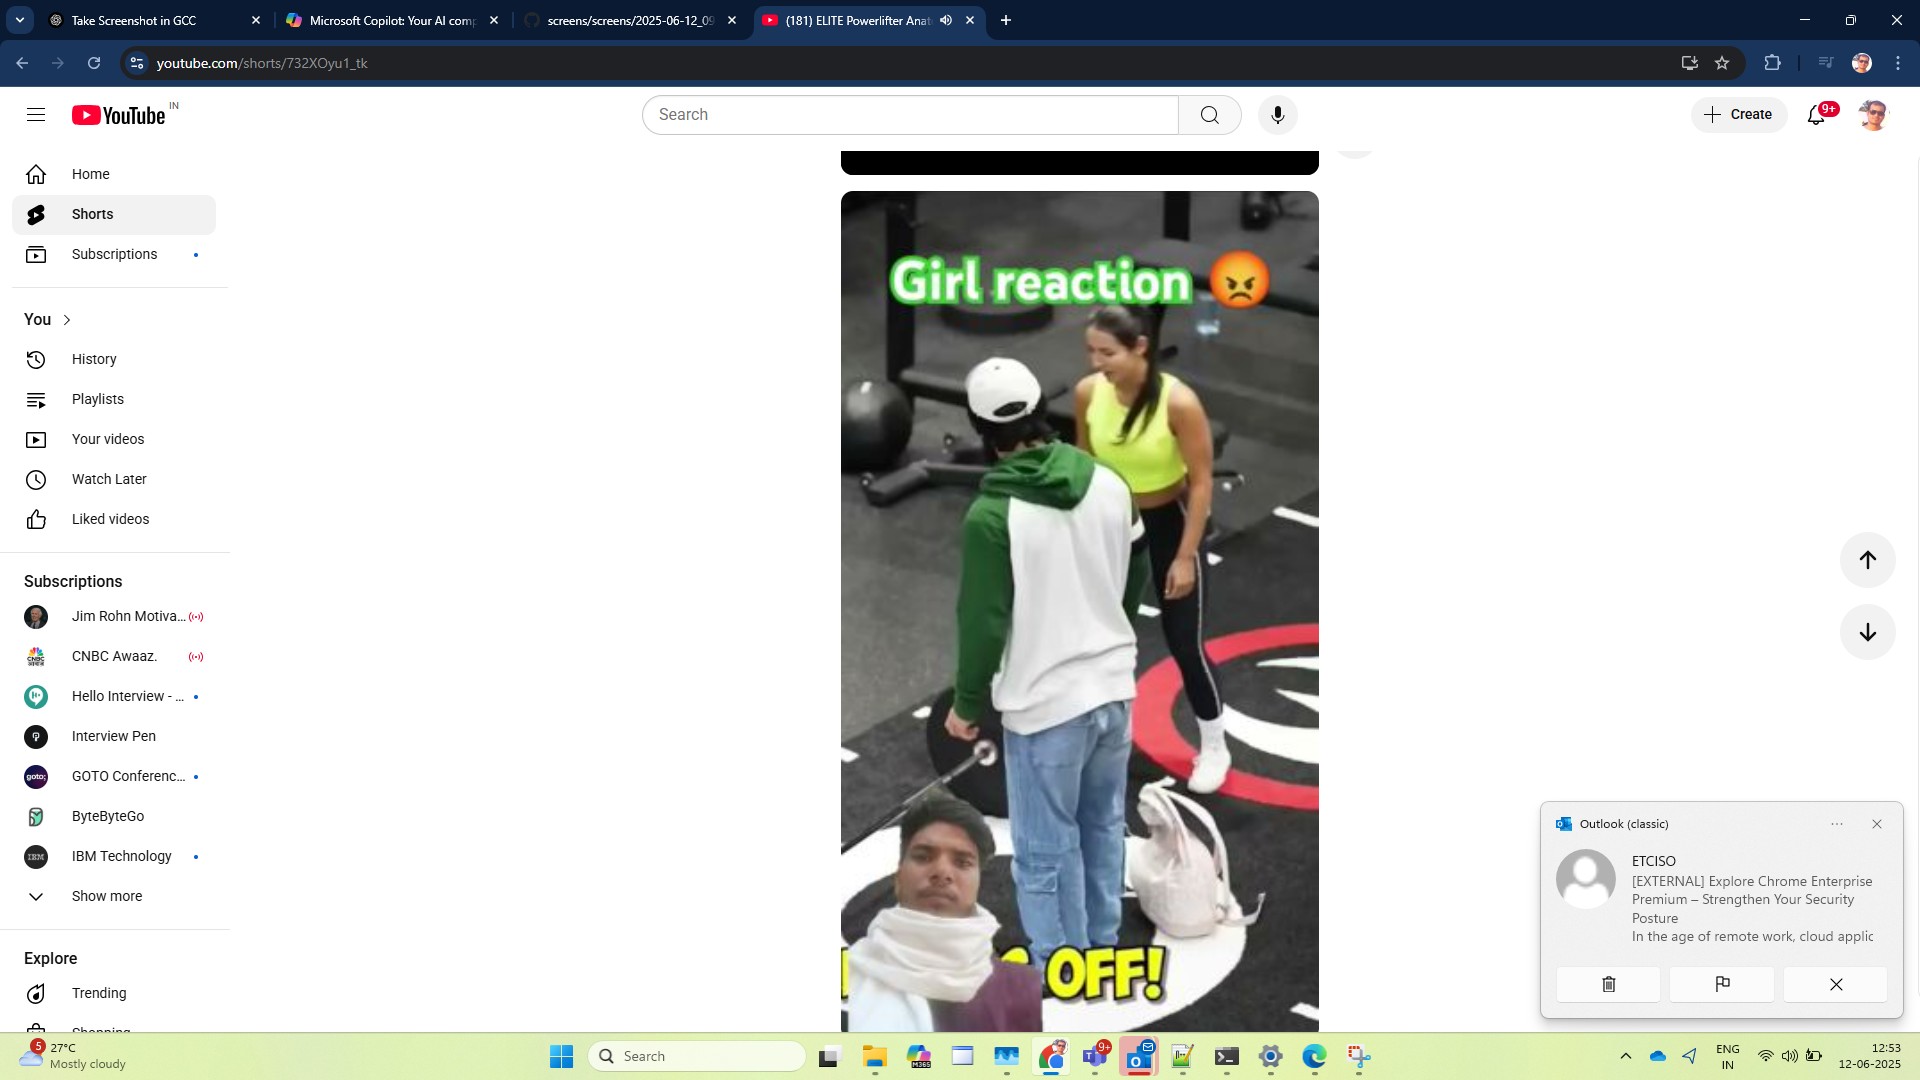 Take Screenshot in GCC
Microsoft Copilot: Your AI comp
screens/screens/2025-06-12_09
(181) ELITE Powerlifter Anat
youtube.com/shorts/732XOyu1_tk
YouTube IN
Search
Create
9+
Home
Shorts
Subscriptions
You
History
Playlists
Your videos
Watch Later
Liked videos
Subscriptions
Jim Rohn Motiva...
CNBC Awaaz.
Hello Interview - ...
Interview Pen
GOTO Conferenc...
ByteByteGo
IBM Technology
Show more
Explore
Trending
Shopping
Girl reaction 😡
OFF!
Outlook (classic)
ETCISO
[EXTERNAL] Explore Chrome Enterprise
Premium – Strengthen Your Security
Posture
In the age of remote work, cloud applic
5
27°C
Mostly cloudy
Search
M365
9+
ENG
IN
12:53
12-06-2025